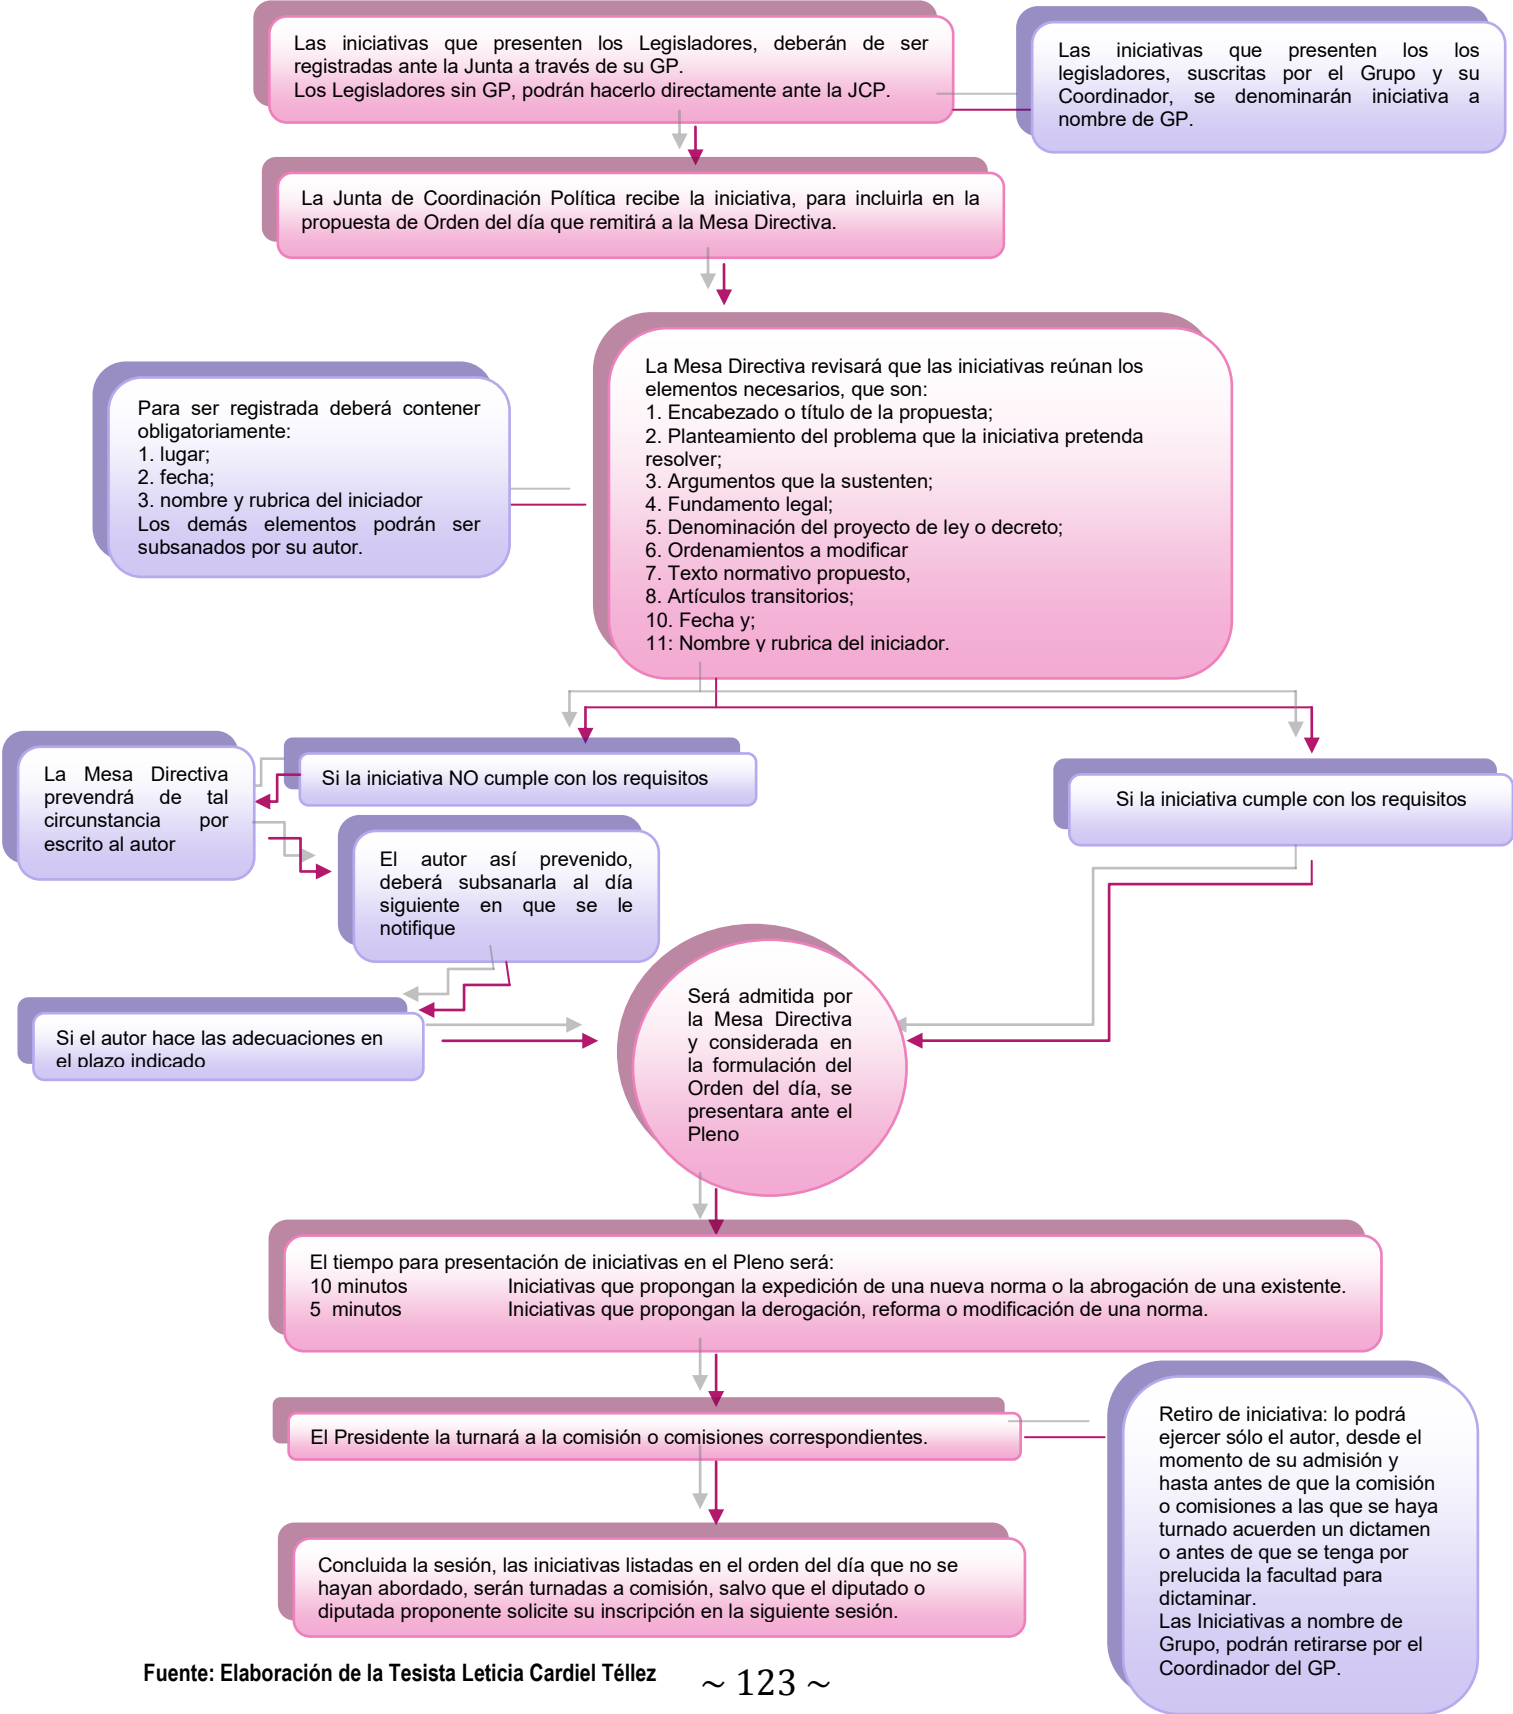 Las iniciativas que presenten los Legisladores, deberán de ser
registradas ante la Junta a través de su GP.
Los Legisladores sin GP, podrán hacerlo directamente ante la JCP.
Las iniciativas que presenten los los
legisladores, suscritas por el Grupo y su
Coordinador, se denominarán iniciativa a
nombre de GP.
La Junta de Coordinación Política recibe la iniciativa, para incluirla en la
propuesta de Orden del día que remitirá a la Mesa Directiva.
La Mesa Directiva revisará que las iniciativas reúnan los
elementos necesarios, que son:
1. Encabezado o título de la propuesta;
2. Planteamiento del problema que la iniciativa pretenda
resolver;
3. Argumentos que la sustenten;
4. Fundamento legal;
5. Denominación del proyecto de ley o decreto;
6. Ordenamientos a modificar
7. Texto normativo propuesto,
8. Artículos transitorios;
10. Fecha y;
11: Nombre y rubrica del iniciador.
Para ser registrada deberá contener
obligatoriamente:
1. lugar;
2. fecha;
3. nombre y rubrica del iniciador
Los demás elementos podrán ser
subsanados por su autor.
Si la iniciativa NO cumple con los requisitos
Si la iniciativa cumple con los requisitos
La Mesa Directiva
prevendrá de tal
circunstancia por
escrito al autor
El autor así prevenido,
deberá subsanarla al día
siguiente en que se le
notifique
Si el autor hace las adecuaciones en
el plazo indicado
Será admitida por
la Mesa Directiva
y considerada en
la formulación del
Orden del día, se
presentara ante el
Pleno
El tiempo para presentación de iniciativas en el Pleno será:
10 minutos Iniciativas que propongan la expedición de una nueva norma o la abrogación de una existente.
5 minutos Iniciativas que propongan la derogación, reforma o modificación de una norma.
El Presidente la turnará a la comisión o comisiones correspondientes.
Retiro de iniciativa: lo podrá
ejercer sólo el autor, desde el
momento de su admisión y
hasta antes de que la comisión
o comisiones a las que se haya
turnado acuerden un dictamen
o antes de que se tenga por
prelucida la facultad para
dictaminar.
Las Iniciativas a nombre de
Grupo, podrán retirarse por el
Coordinador del GP.
Concluida la sesión, las iniciativas listadas en el orden del día que no se
hayan abordado, serán turnadas a comisión, salvo que el diputado o
diputada proponente solicite su inscripción en la siguiente sesión.
Fuente: Elaboración de la Tesista Leticia Cardiel Téllez
~ 123 ~